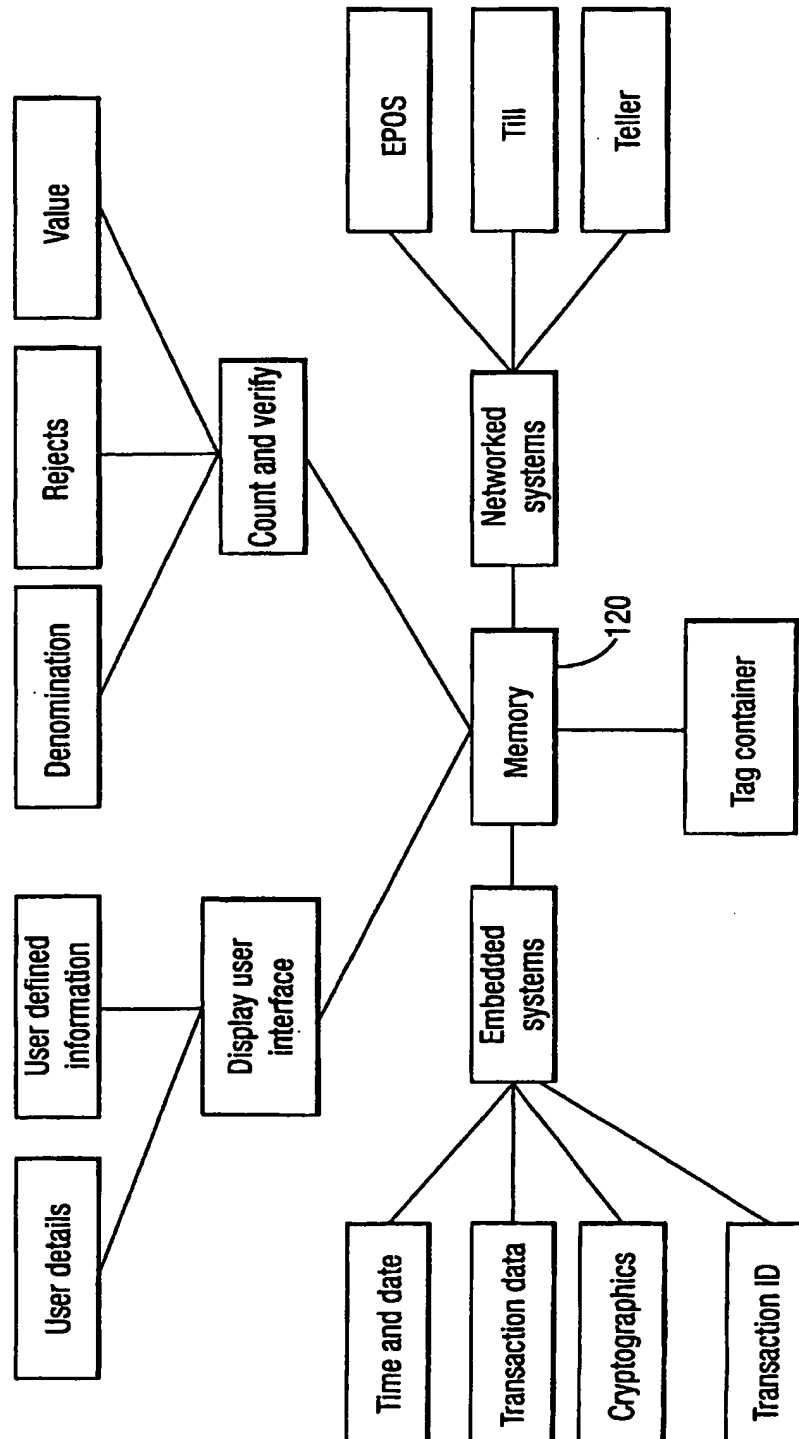 User details
User defined
information
Denomination
Rejects
Value
Display user
interface
Count and verify
Time and date
Transaction data
Cryptographics
Transaction ID
Embedded
systems
Memory
120
Networked
systems
EPOS
Till
Teller
Tag container